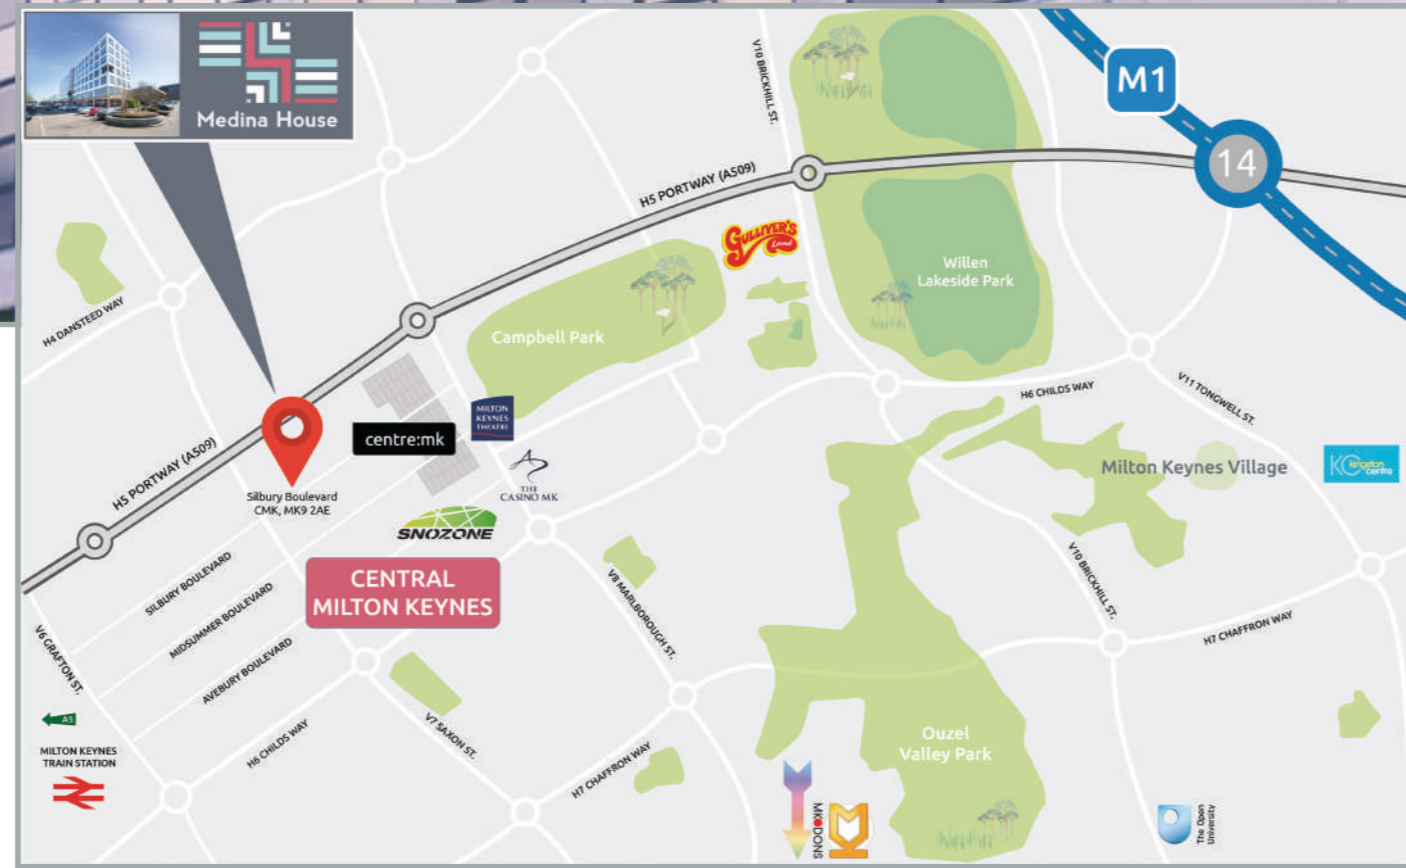 Medina House
V10 BRICKHILL ST.
M1
14
H5 PORTWAY (A509)
GULLIVER'S
Land
Willen
Lakeside Park
H4 DANSTEED WAY
Campbell Park
H6 CHILDS WAY
V11 TONGWELL ST.
MILTON
KEYNES
THEATRE
centre:mk
H5 PORTWAY (A509)
Milton Keynes Village
KC kingston
centre
THE
CASINO MK
Silbury Boulevard
CMK, MK9 2AE
SNOZONE
CENTRAL
MILTON KEYNES
SILBURY BOULEVARD
MIDSUMMER BOULEVARD
AVEBURY BOULEVARD
V6 GRAFTON ST.
V8 MARLBOROUGH ST.
V10 BRICKHILL ST.
H7 CHAFFRON WAY
A5
MILTON KEYNES
TRAIN STATION
H6 CHILDS WAY
V7 SAXON ST.
H7 CHAFFRON WAY
Ouzel
Valley Park
MK DONS
MK
The Open
University